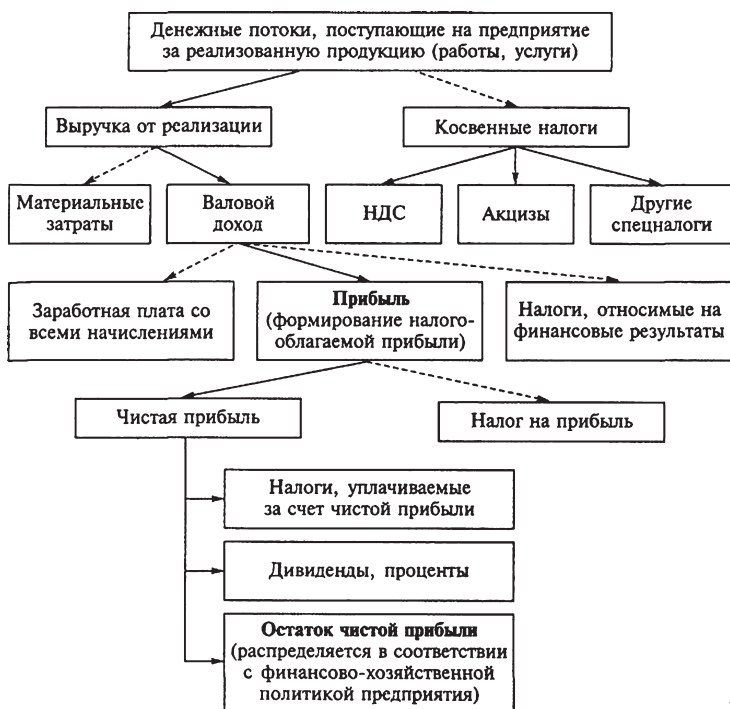 Денежные потоки, поступающие на предприятие
за реализованную продукцию (работы, услуги)
Выручка от реализации
Косвенные налоги
Материальные
затраты
Валовой
доход
НДС
Акцизы
Другие
спецналоги
Заработная плата со
всеми начислениями
Прибыль
(формирование налого-
облагаемой прибыли)
Налоги, относимые на
финансовые результаты
Чистая прибыль
Налог на прибыль
Налоги, уплачиваемые
за счет чистой прибыли
Дивиденды, проценты
Остаток чистой прибыли
(распределяется в соответствии
с финансово-хозяйственной
политикой предприятия)